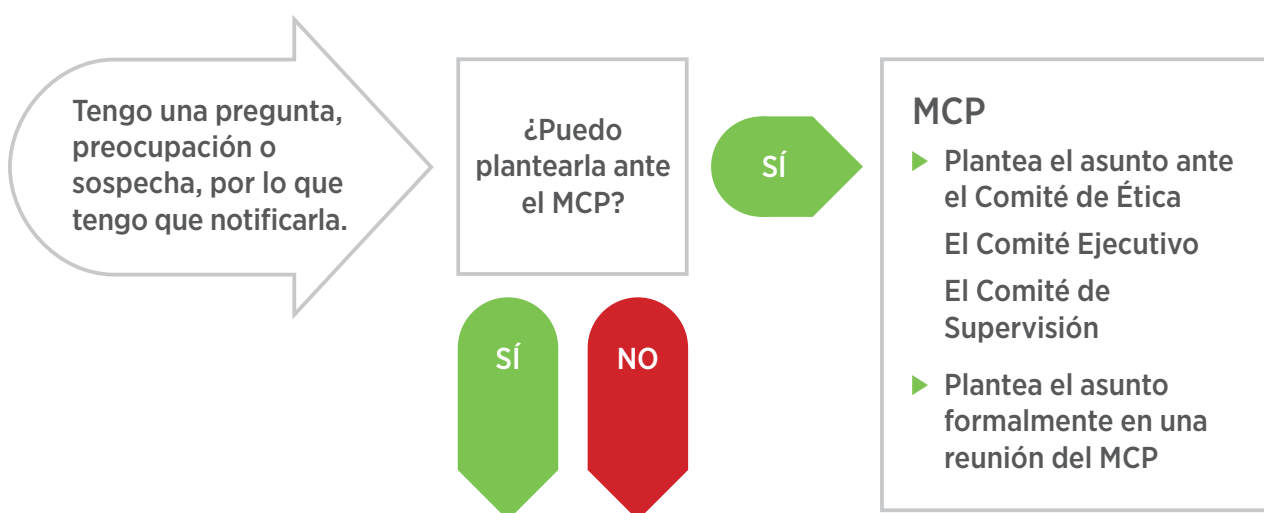 Tengo una pregunta,
preocupación o
sospecha, por lo que
tengo que notificarla.
¿Puedo
plantearla ante
el MCP?
SÍ
MCP
Plantea el asunto ante
el Comité de Ética
El Comité Ejecutivo
El Comité de
Supervisión
Plantea el asunto
formalmente en una
reunión del MCP
SÍ
NO